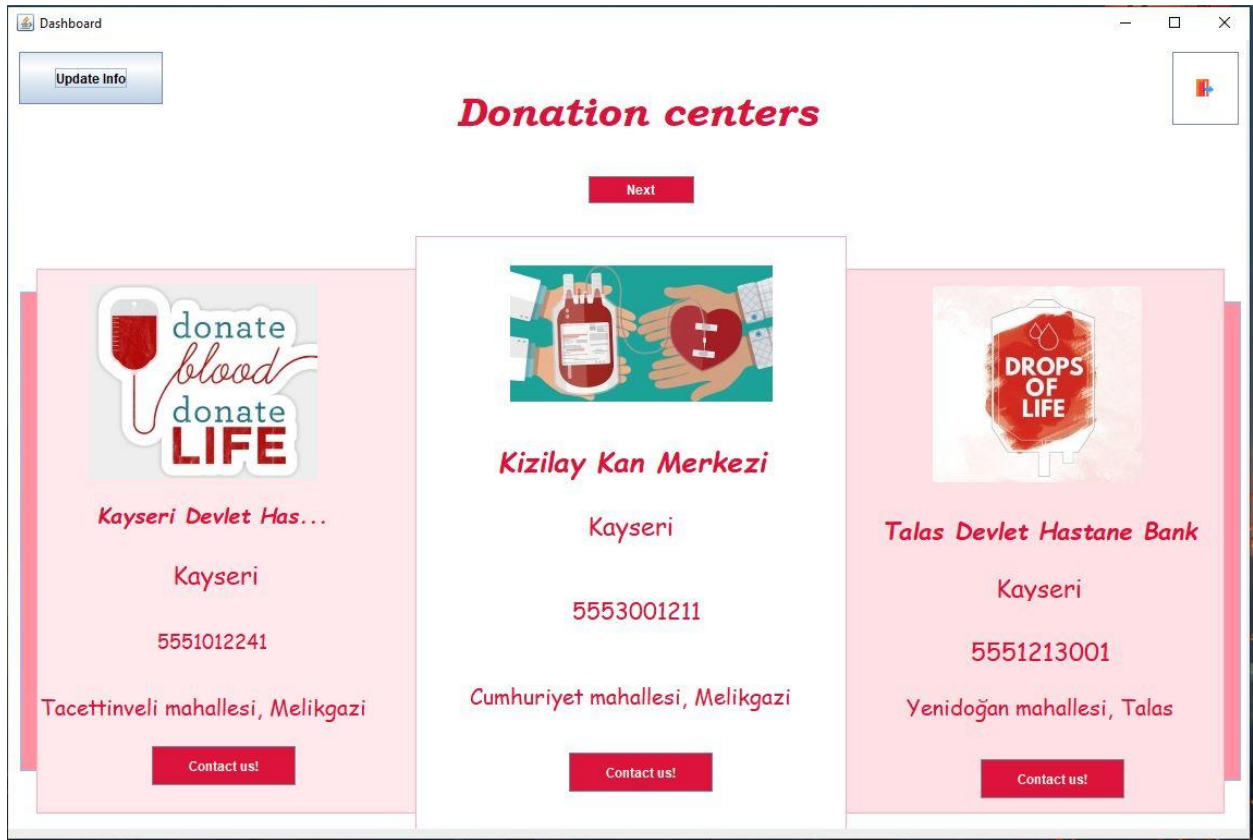 Dashboard
Update Info
Donation centers
Next
donate
blood
donate
LIFE
Kayseri Devlet Has...
Kayseri
5551012241
Tacettinveli mahallesi, Melikgazi
Contact us!
Kizilay Kan Merkezi
Kayseri
5553001211
Cumhuriyet mahallesi, Melikgazi
Contact us!
DROPS
OF
LIFE
Talas Devlet Hastane Bank
Kayseri
5551213001
Yenidoğan mahallesi, Talas
Contact us!